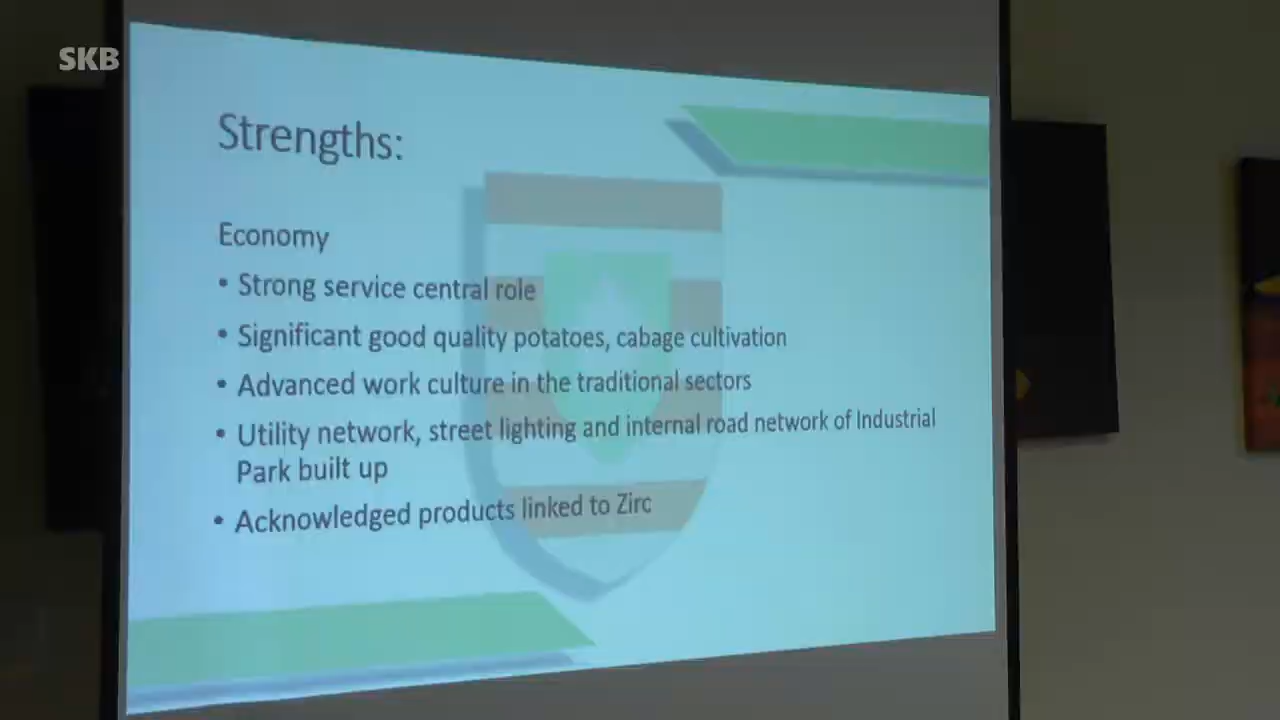 SKB
Strengths:
Economy
• Strong service central role
• Significant good quality potatoes, cabage cultivation
• Advanced work culture in the traditional sectors
• Utility network, street lighting and internal road network of Industrial
Park built up
• Acknowledged products linked to Zirc